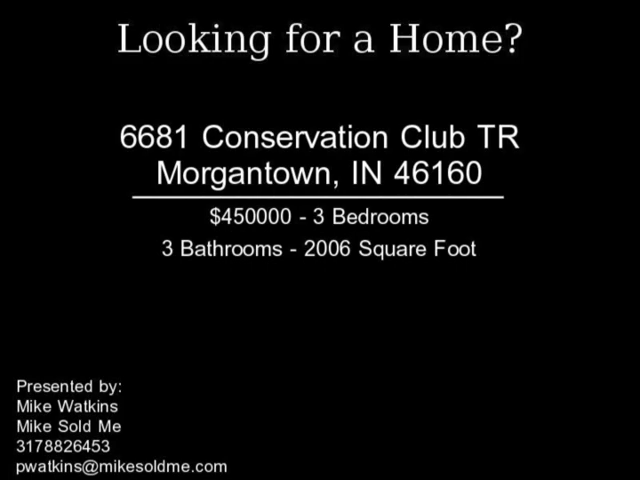 Looking for a Home?
6681 Conservation Club TR
Morgantown, IN 46160
$450000 - 3 Bedrooms
3 Bathrooms - 2006 Square Foot
Presented by:
Mike Watkins
Mike Sold Me
3178826453
pwatkins@mikesoldme.com